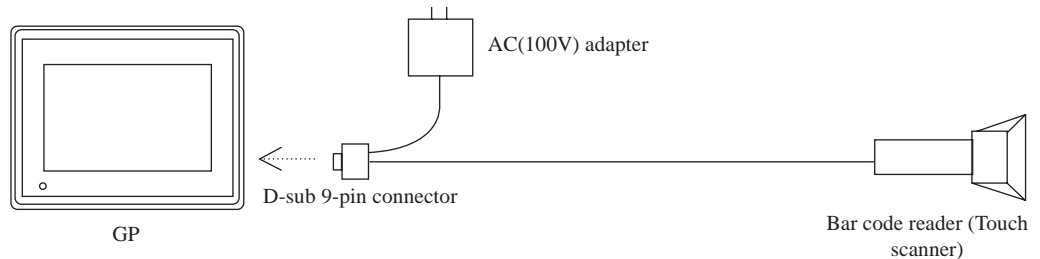 AC(100V) adapter
D-sub 9-pin connector
GP
Bar code reader (Touch
scanner)